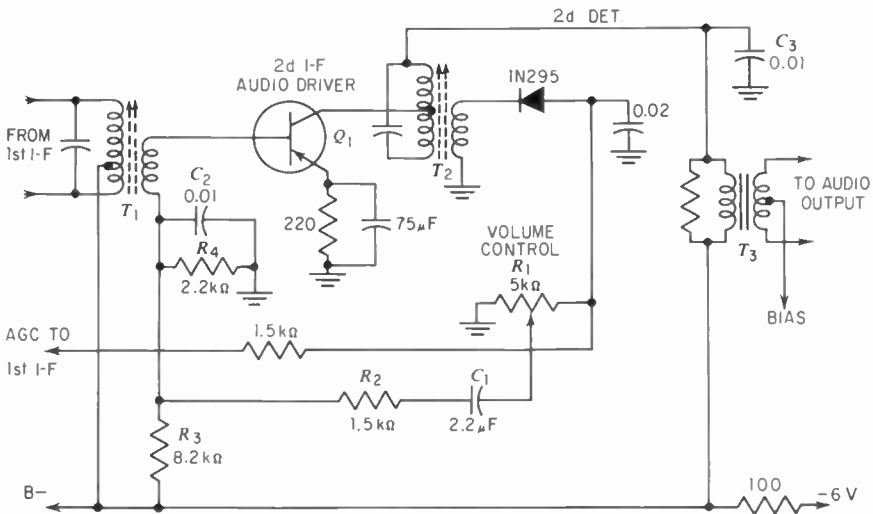 2d DET.
C3
0.01
2d I-F
AUDIO DRIVER
1N295
0.02
FROM
1st I-F
Q1
T1
T2
C2
0.01
220
75μF
R4
2.2kΩ
VOLUME
CONTROL
R1
5kΩ
TO AUDIO
OUTPUT
T3
BIAS
AGC TO
1st I-F
1.5kΩ
R2
1.5kΩ
C1
2.2μF
R3
8.2kΩ
B-
100
-6V